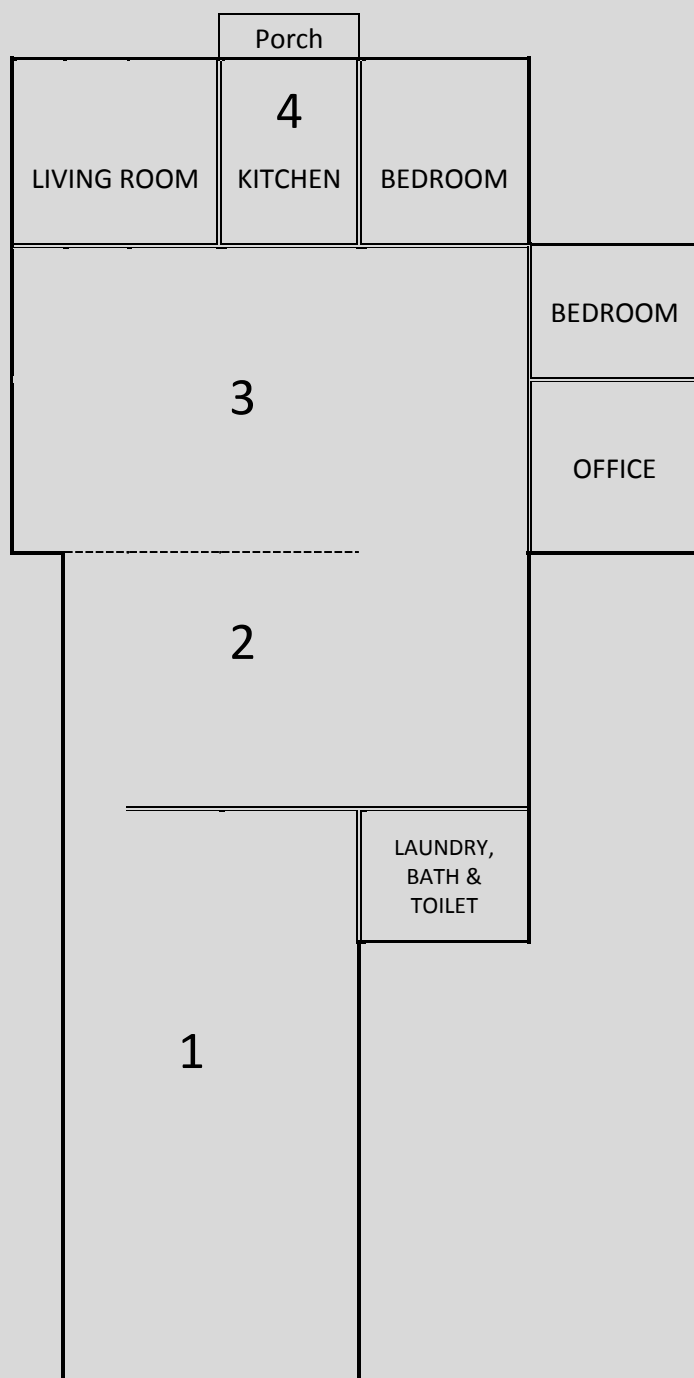 Porch
4
LIVING ROOM
KITCHEN
BEDROOM
BEDROOM
3
OFFICE
2
LAUNDRY,
BATH &
TOILET
1